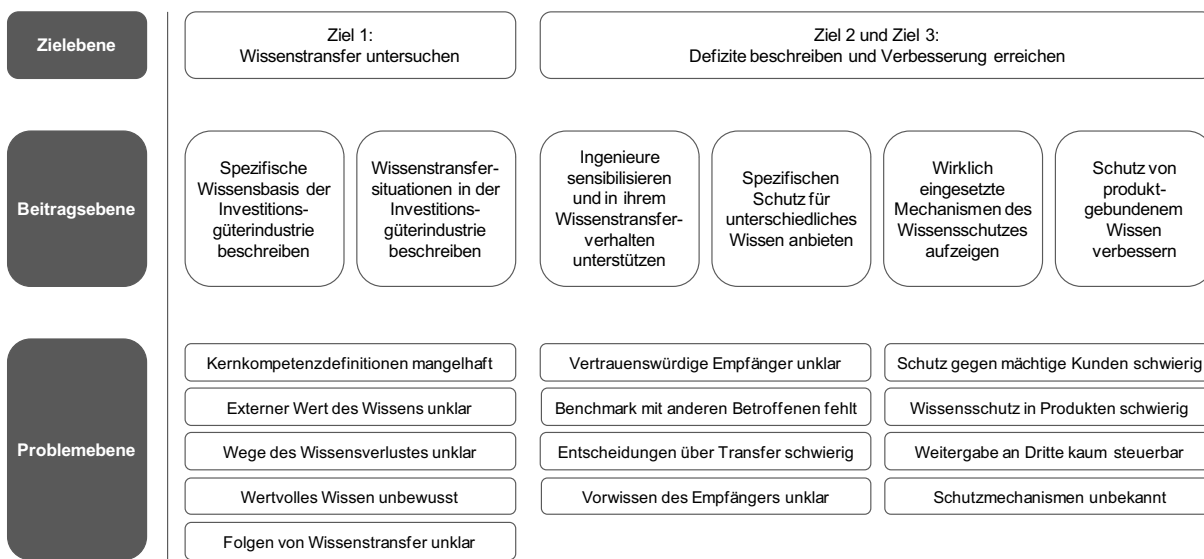 Zielebene
Ziel 1:
Wissenstransfer untersuchen
Ziel 2 und Ziel 3:
Defizite beschreiben und Verbesserung erreichen
Beitragsebene
Spezifische
Wissensbasis der
Investitions-
güterindustrie
beschreiben
Wissenstransfer-
situationen in der
Investitions-
güterindustrie
beschreiben
Ingenieure
sensibilisieren
und in ihrem
Wissenstransfer-
verhalten
unterstützen
Spezifischen
Schutz für
unterschiedliches
Wissen anbieten
Wirklich
eingesetzte
Mechanismen des
Wissensschutzes
aufzeigen
Schutz von
produkt-
gebundenem
Wissen
verbessern
Problemebene
Kernkompetenzdefinitionen mangelhaft
Externer Wert des Wissens unklar
Wege des Wissensverlustes unklar
Wertvolles Wissen unbewusst
Folgen von Wissenstransfer unklar
Vertrauenswürdige Empfänger unklar
Benchmark mit anderen Betroffenen fehlt
Entscheidungen über Transfer schwierig
Vorwissen des Empfängers unklar
Schutz gegen mächtige Kunden schwierig
Wissensschutz in Produkten schwierig
Weitergabe an Dritte kaum steuerbar
Schutzmechanismen unbekannt